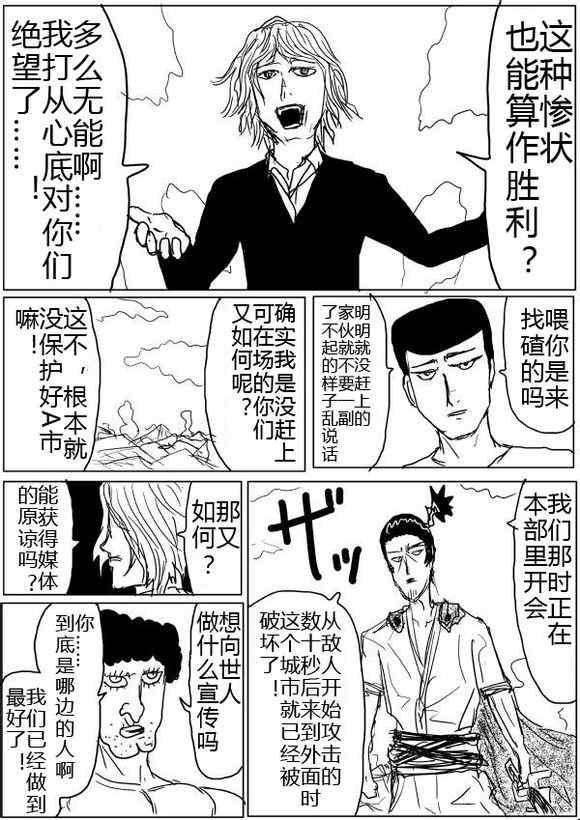 这种惨状
也能算作胜利？
多么无能啊……
我打从心底对你们
绝望了……！
喂你是来
找碴的吗
明明就没赶上的
家伙就不要一副
了不起的样子乱说话
确实我是没赶上
可在场的你们
又如何呢？
这不，根本就
没保护好A市
嘛！
我们那时正在
本部里开会
ザッ
从敌人开始攻击的
数十秒后来到外面时
这个城市就已经被
破坏了！
那又
如何？
能获得媒体
的原谅吗？
想向世人
做什么宣传吗
你……
到底是哪边的人啊
我们已经做到
最好了！